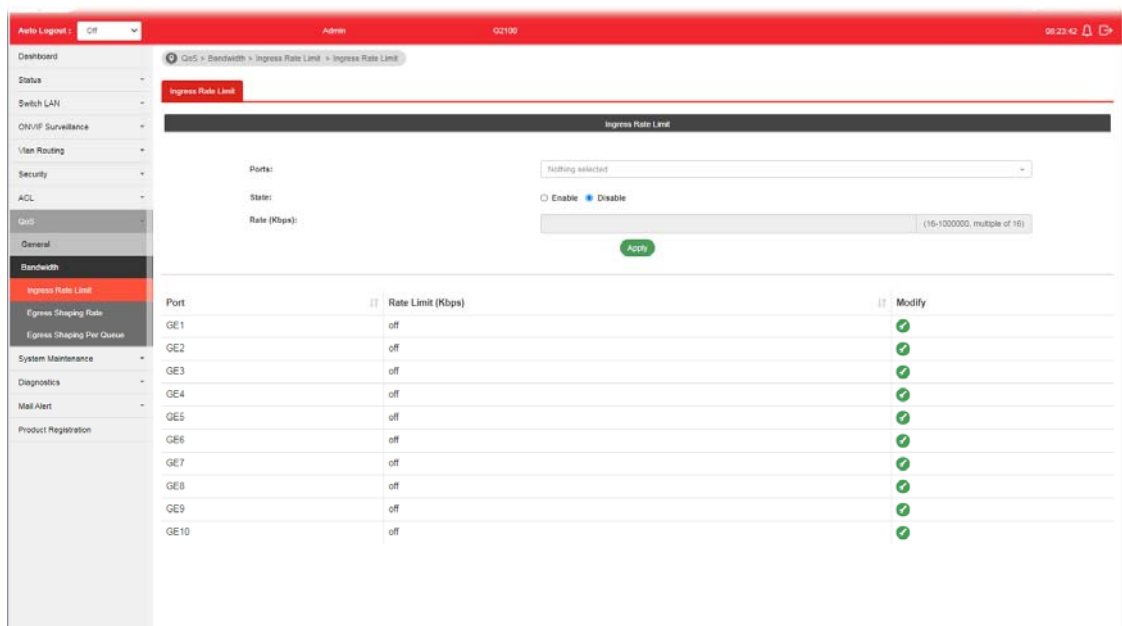 Auto Logout : Off Admin G2100 08:23:42
Dashboard
Status
Switch LAN
ONVIF Surveillance
Vlan Routing
Security
ACL
QoS
General
Bandwidth
Ingress Rate Limit
Egress Shaping Rate
Egress Shaping Per Queue
System Maintenance
Diagnostics
Mail Alert
Product Registration
QoS > Bandwidth > Ingress Rate Limit > Ingress Rate Limit
Ingress Rate Limit
Ingress Rate Limit
Ports: Nothing selected
State: Enable Disable
Rate (Kbps): (16-1000000, multiple of 16)
Apply
Port Rate Limit (Kbps) Modify
GE1 off
GE2 off
GE3 off
GE4 off
GE5 off
GE6 off
GE7 off
GE8 off
GE9 off
GE10 off